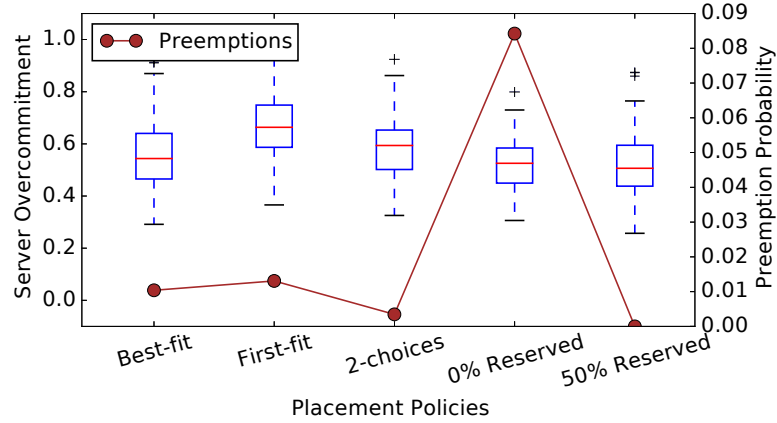 Preemptions
Server Overcommitment
1.0
0.8
0.6
0.4
0.2
0.0
Preemption Probability
0.09
0.08
0.07
0.06
0.05
0.04
0.03
0.02
0.01
0.00
Best-fit
First-fit
2-choices
0% Reserved
50% Reserved
Placement Policies